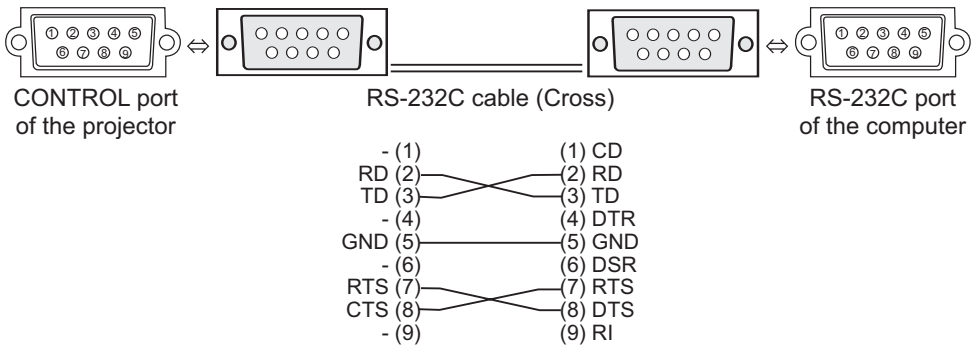 ① ② ③ ④ ⑤ ① ② ③ ④ ⑤
⑥ ⑦ ⑧ ⑨ ⇔ ⇔ ⑥ ⑦ ⑧ ⑨
CONTROL port
of the projector
RS-232C cable (Cross)
RS-232C port
of the computer
- (1) (1) CD
RD (2) (2) RD
TD (3) (3) TD
- (4) (4) DTR
GND (5) (5) GND
- (6) (6) DSR
RTS (7) (7) RTS
CTS (8) (8) DTS
- (9) (9) RI